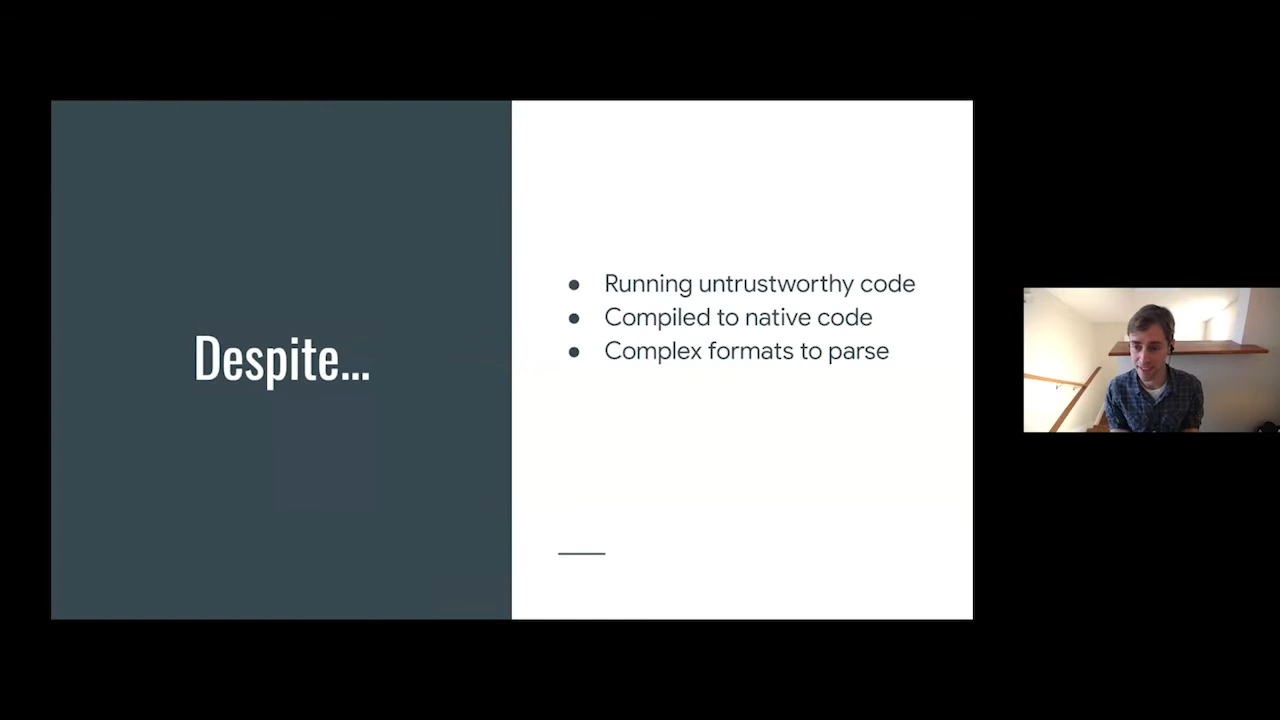 Despite...
Running untrustworthy code
Compiled to native code
Complex formats to parse